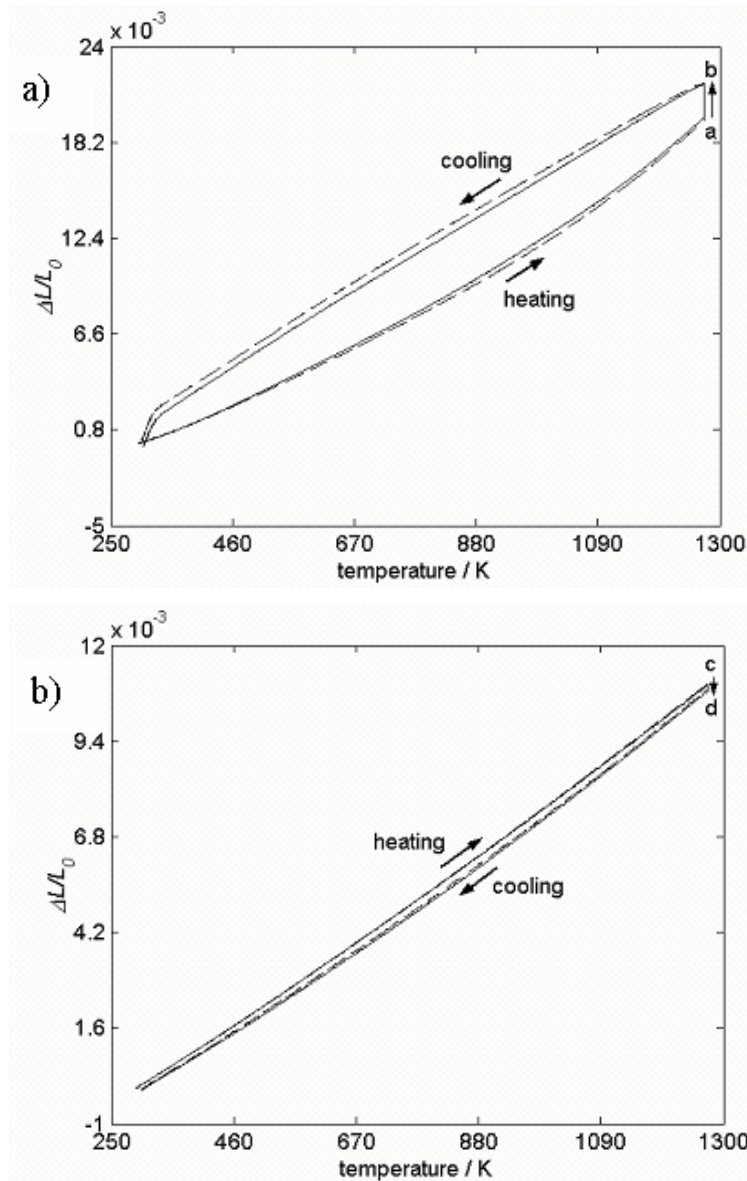 x 10⁻³
24
a)
b
18.2
a
cooling
12.4
ΔL/L₀
heating
6.6
0.8
-5
250 460 670 880 1090 1300
temperature / K
x 10⁻³
12
b)
c
d
9.4
6.8
heating
ΔL/L₀
cooling
4.2
1.6
-1
250 460 670 880 1090 1300
temperature / K